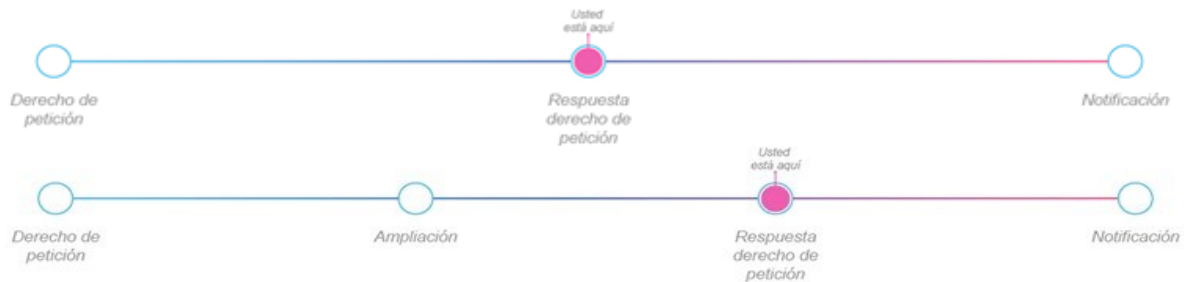 Usted
está aquí
Derecho de
petición
Respuesta
derecho de
petición
Notificación
Usted
está aquí
Derecho de
petición
Ampliación
Respuesta
derecho de
petición
Notificación